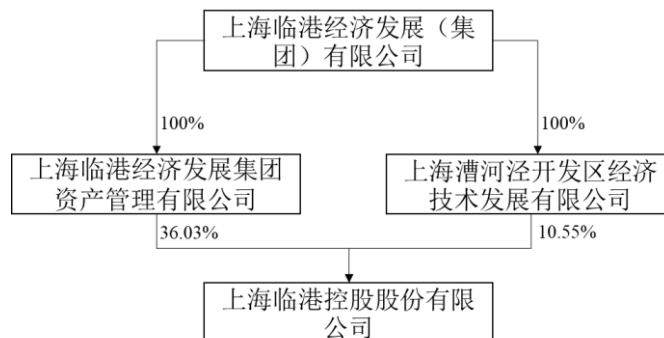 上海临港经济发展（集
团）有限公司
100%
100%
上海临港经济发展集团
资产管理有限公司
上海漕河泾开发区经济
技术发展有限公司
36.03%
10.55%
上海临港控股股份有限
公司